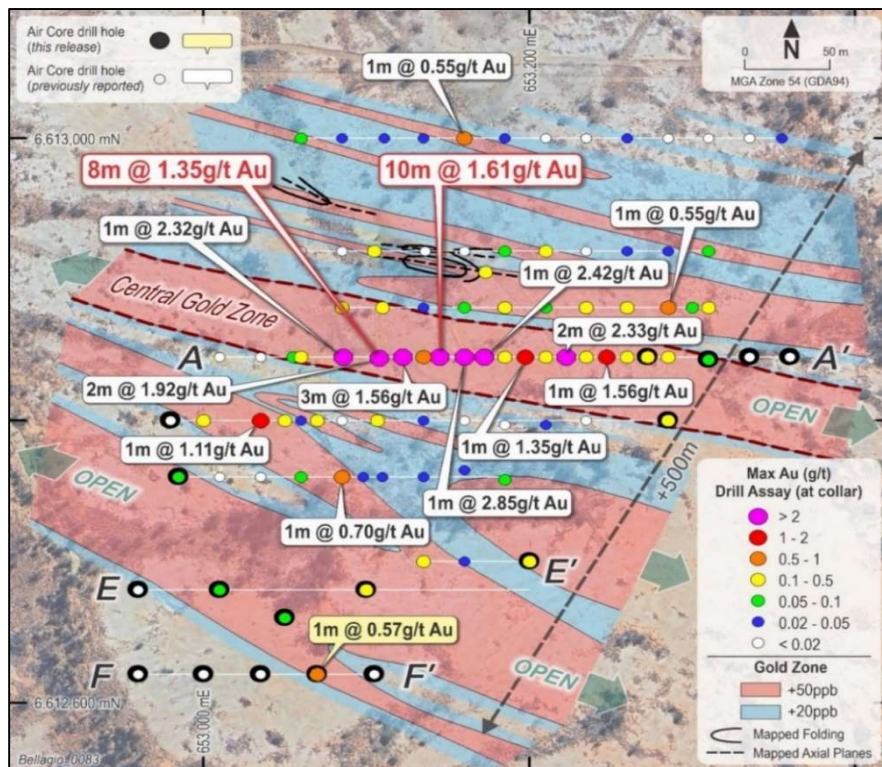 Air Core drill hole
(this release)
Air Core drill hole
(previously reported)
653,200 mE
N
0 50 m
MGA Zone 54 (GDA94)
1m @ 0.55g/t Au
6,613,000 mN
8m @ 1.35g/t Au
10m @ 1.61g/t Au
1m @ 0.55g/t Au
1m @ 2.32g/t Au
1m @ 2.42g/t Au
Central Gold Zone
2m @ 2.33g/t Au
A
A'
2m @ 1.92g/t Au
3m @ 1.56g/t Au
1m @ 1.56g/t Au
OPEN
1m @ 1.11g/t Au
1m @ 1.35g/t Au
OPEN
+500m
1m @ 2.85g/t Au
1m @ 0.70g/t Au
E
E'
1m @ 0.57g/t Au
F
F'
OPEN
6,612,600 mN
653,000 mE
Max Au (g/t)
Drill Assay (at collar)
> 2
1 - 2
0.5 - 1
0.1 - 0.5
0.05 - 0.1
0.02 - 0.05
< 0.02
Gold Zone
+50ppb
+20ppb
Mapped Folding
Mapped Axial Planes
Bellagio_0083